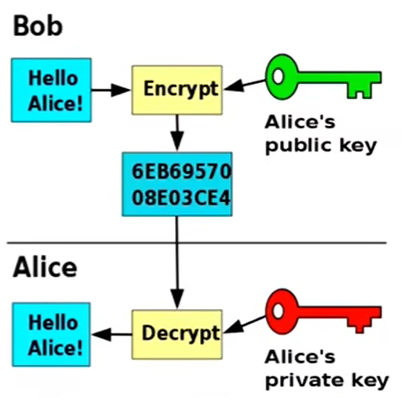 Bob
Hello
Alice!
Encrypt
Alice's
public key
6EB69570
08E03CE4
Alice
Hello
Alice!
Decrypt
Alice's
private key